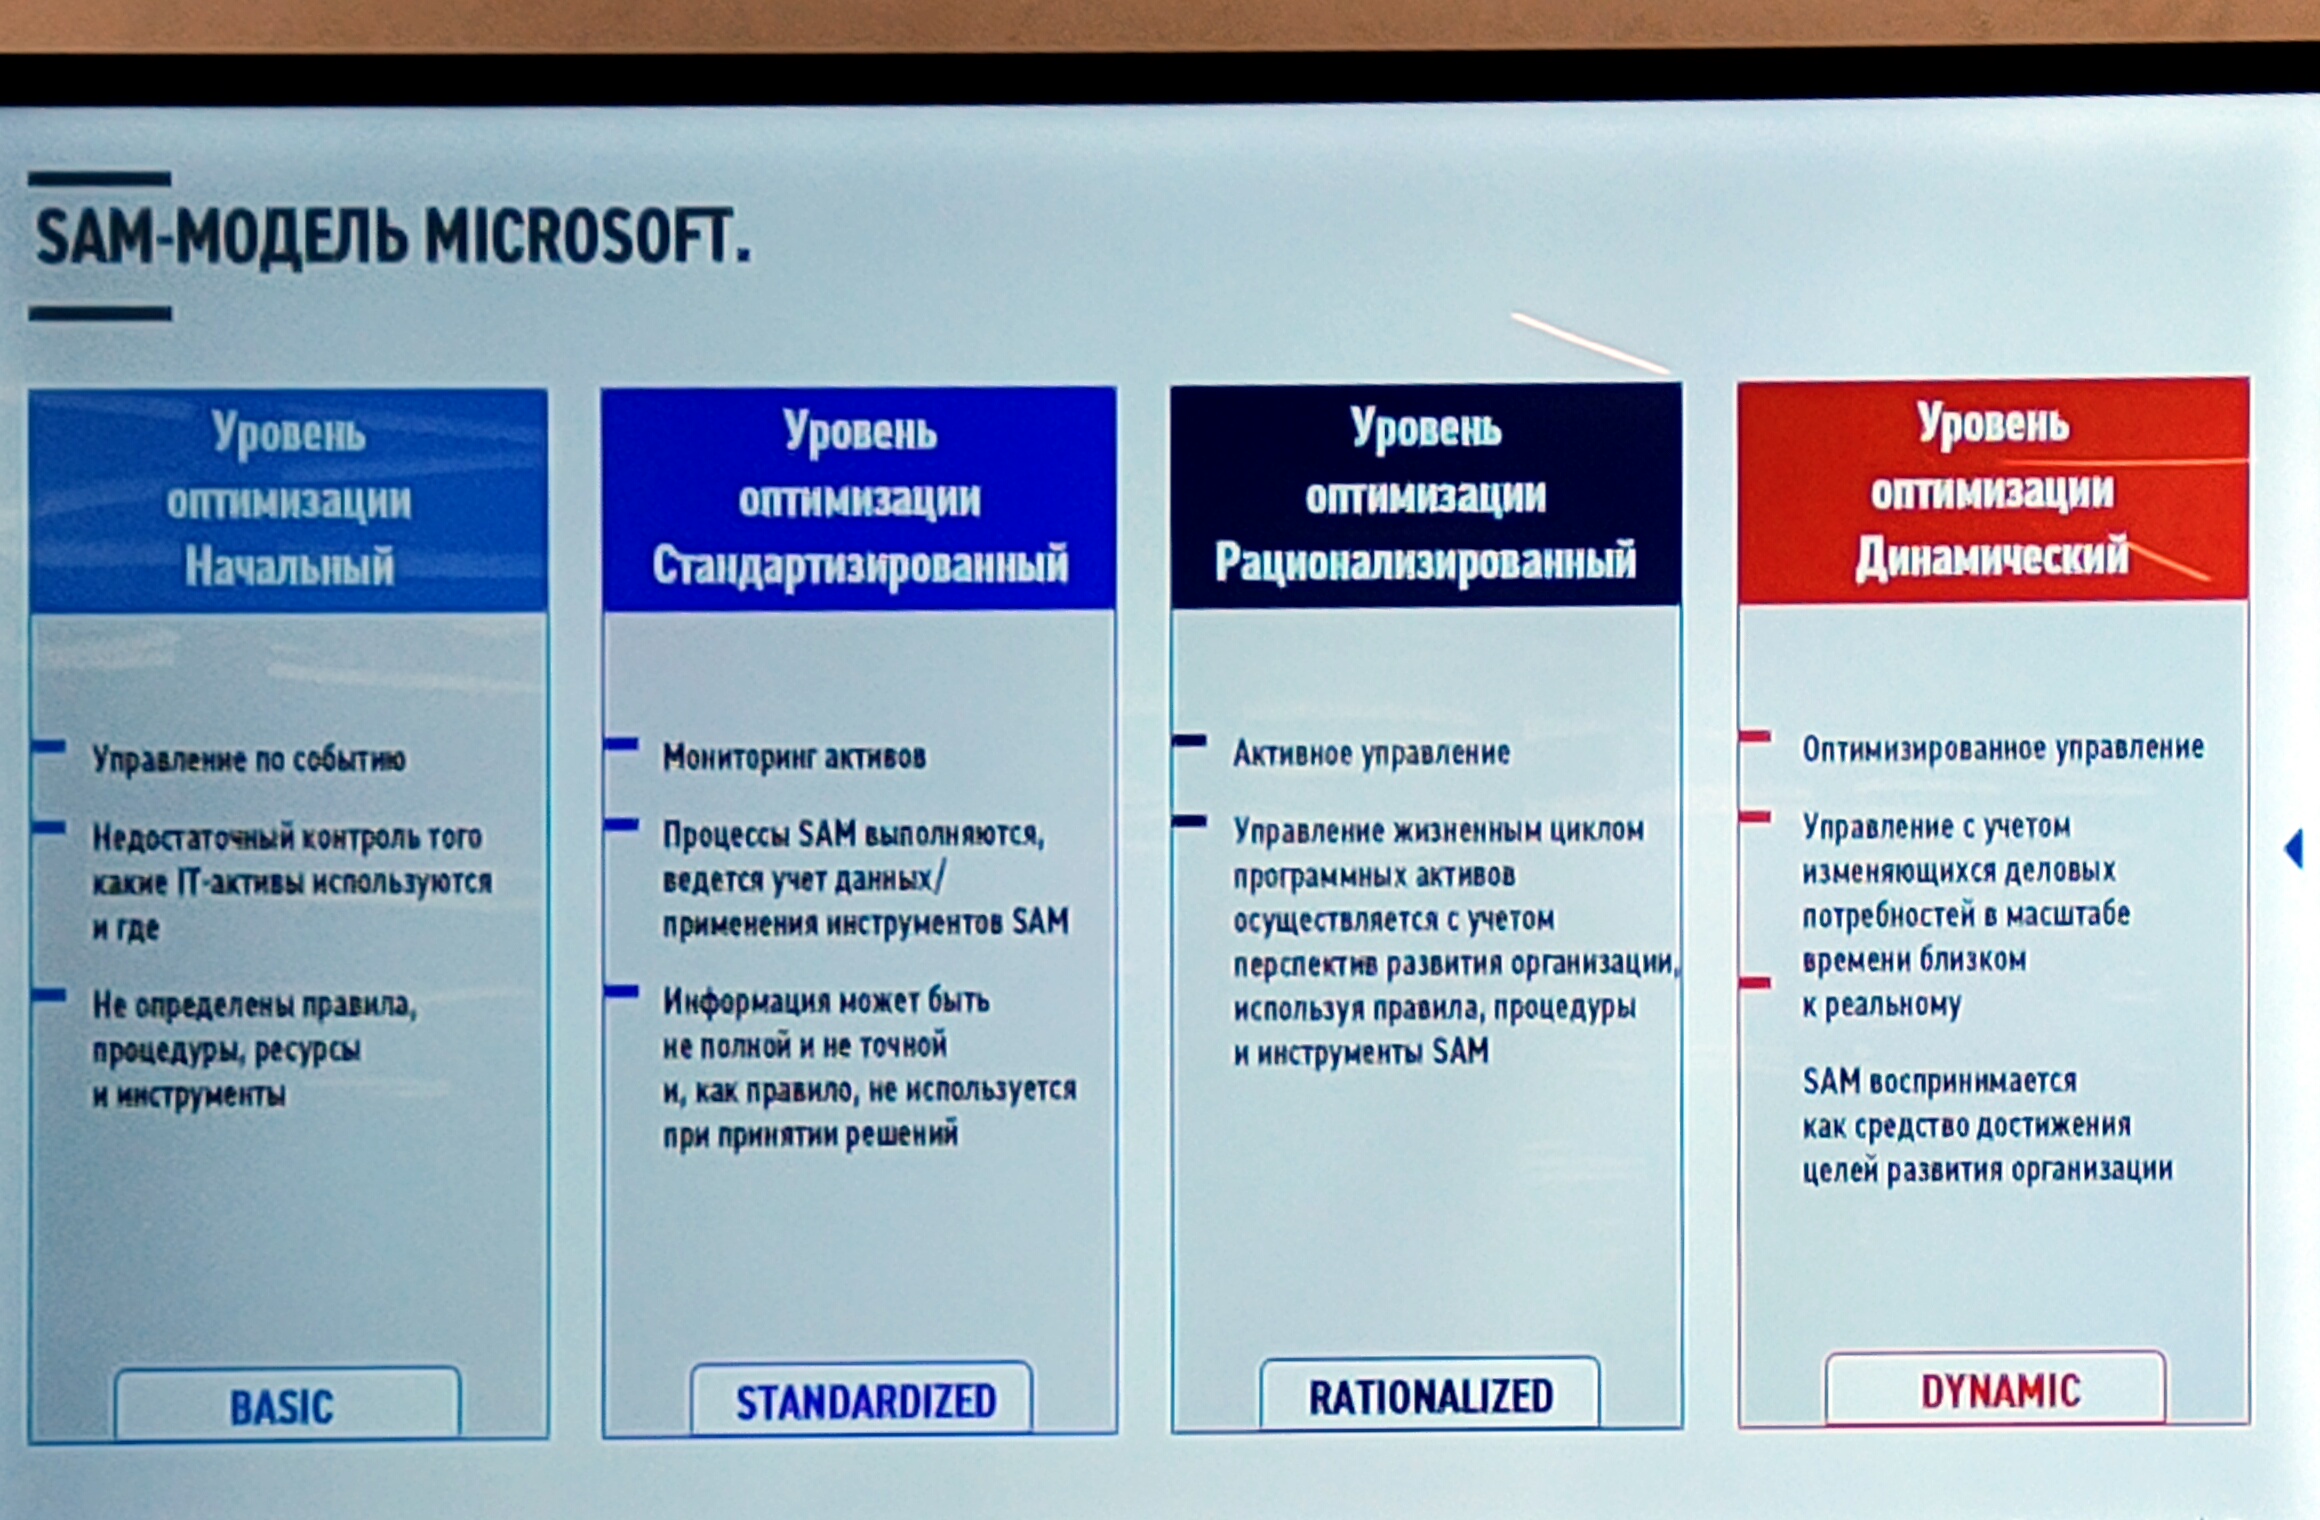 SAM-МОДЕЛЬ MICROSOFT.
Уровень
оптимизации
Начальный
Управление по событию
Недостаточный контроль того
какие IT-активы используются
и где
Не определены правила,
процедуры, ресурсы
и инструменты
BASIC
Уровень
оптимизации
Стандартизированный
Мониторинг активов
Процессы SAM выполняются,
ведется учет данных/
применения инструментов SAM
Информация может быть
не полной и не точной
и, как правило, не используется
при принятии решений
STANDARDIZED
Уровень
оптимизации
Рационализированный
Активное управление
Управление жизненным циклом
программных активов
осуществляется с учетом
перспектив развития организации,
используя правила, процедуры
и инструменты SAM
RATIONALIZED
Уровень
оптимизации
Динамический
Оптимизированное управление
Управление с учетом
изменяющихся деловых
потребностей в масштабе
времени близком
к реальному
SAM воспринимается
как средство достижения
целей развития организации
DYNAMIC